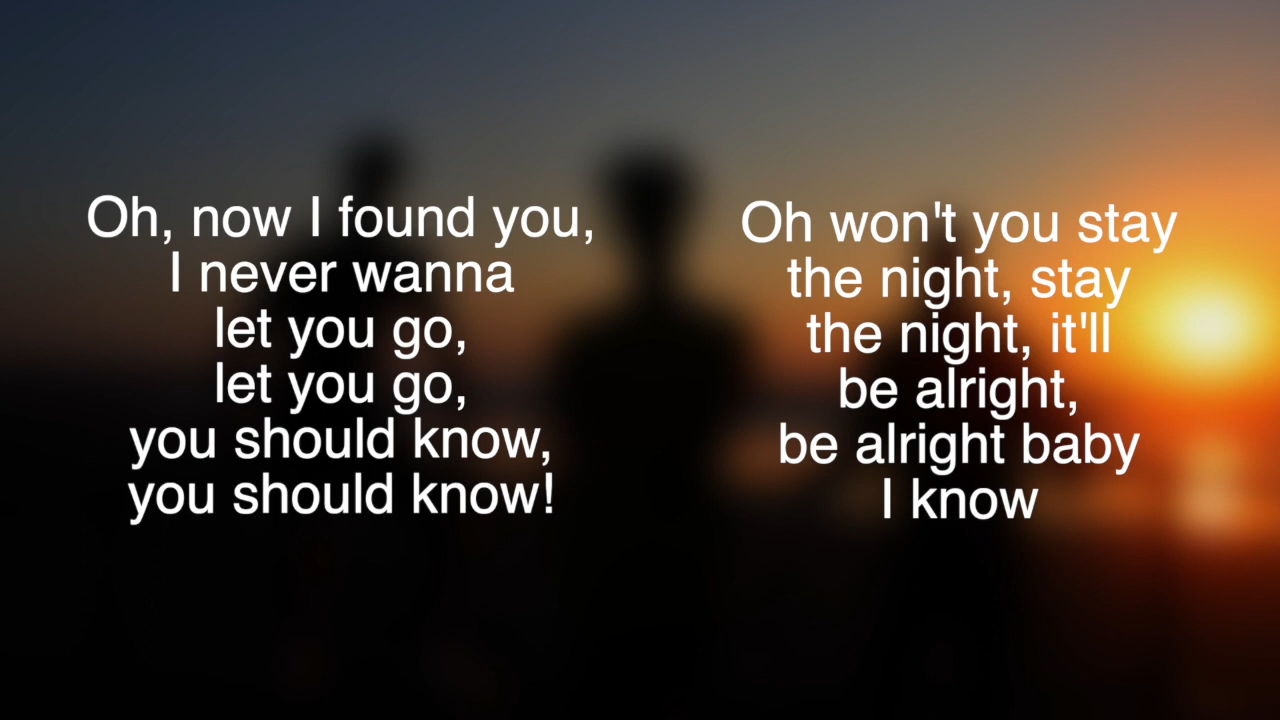 Oh, now I found you,
I never wanna
let you go,
let you go,
you should know,
you should know!
Oh won't you stay
the night, stay
the night, it'll
be alright,
be alright baby
I know